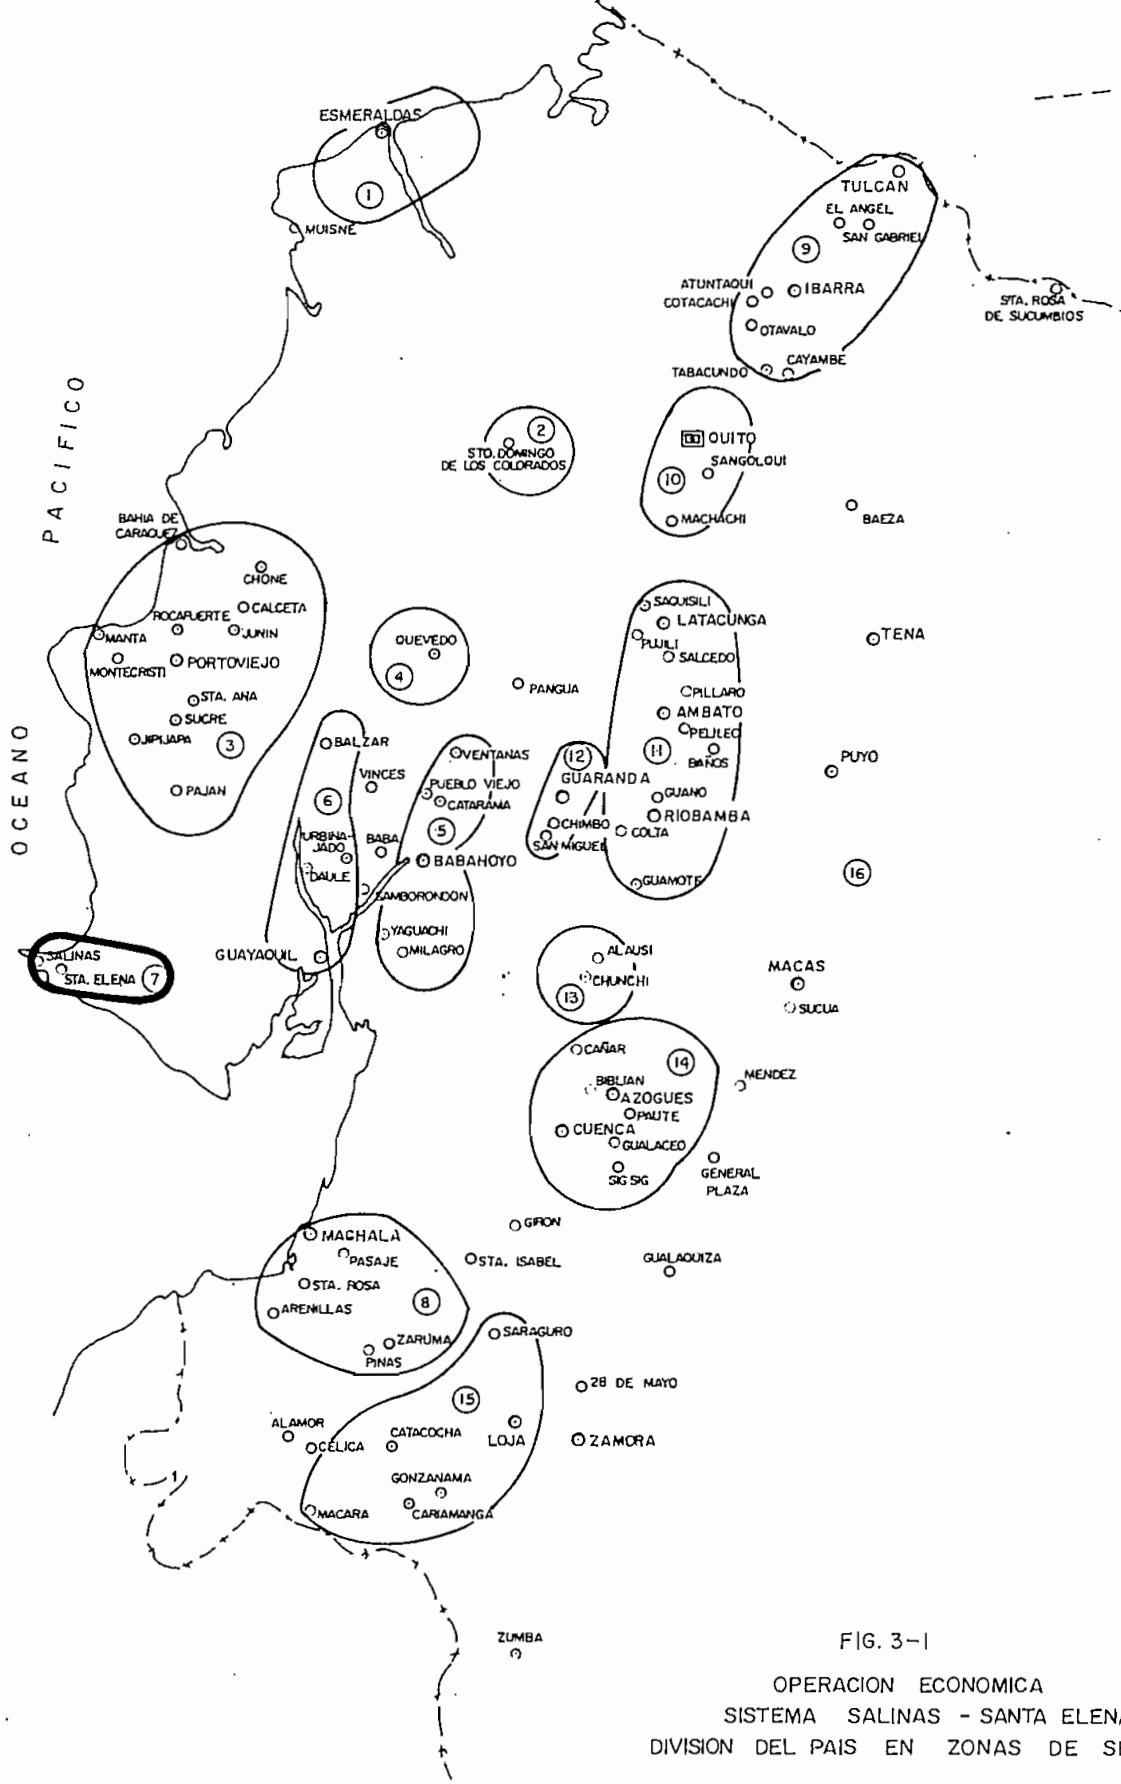 ESMERALDAS
1
MUISNE
TULCAN
EL ANGEL
SAN GABRIEL
9
ATUNTAQUI
IBARRA
COTACACHI
OTAVALO
CAYAMBE
TABACUNDO
STA. ROSA
DE SUCUMBIOS
PACIFICO
OCEANO
2
STO. DOMINGO
DE LOS COLORADOS
QUITO
SANGOLQUI
10
MACHACHI
BAEZA
BAHIA DE
CARAQUEZ
CHONE
CALCETA
ROCAFUERTE
JUNIN
MANTA
MONTECRISTI
PORTOVIEJO
STA. ANA
SUCRE
JIPIJAPA
3
PAJAN
QUEVEDO
4
PANGUA
SAQUISILI
LATACUNGA
PUJILI
SALCEDO
PILLARO
AMBATO
PELILEO
11
BAÑOS
GUANO
RIOBAMBA
COLTA
GUAMOTE
TENA
PUYO
16
BALZAR
VINCES
6
URBINA-
JADO
BABA
DAULE
SAMBORONDON
GUAYAQUIL
VENTANAS
PUEBLO VIEJO
CATARAMA
5
BABAHOYO
YAGUACHI
MILAGRO
12
GUARANDA
CHIMBO
SAN MIGUEL
SALINAS
STA. ELENA
7
ALAUSI
CHUNCHI
13
MACAS
SUCUA
CAÑAR
14
BIBLIAN
AZOGUES
PAUTE
CUENCA
GUALACEO
SIG SIG
MENDEZ
GENERAL
PLAZA
GIRON
STA. ISABEL
GUALAQUIZA
MACHALA
PASAJE
STA. ROSA
8
ARENILLAS
ZARUMA
PIÑAS
SARAGURO
28 DE MAYO
15
ALAMOR
CELICA
CATACOCHA
LOJA
ZAMORA
GONZANAMA
MACARA
CARIAMANGA
ZUMBA
FIG. 3-1
OPERACION ECONOMICA
SISTEMA SALINAS - SANTA ELENA
DIVISION DEL PAIS EN ZONAS DE